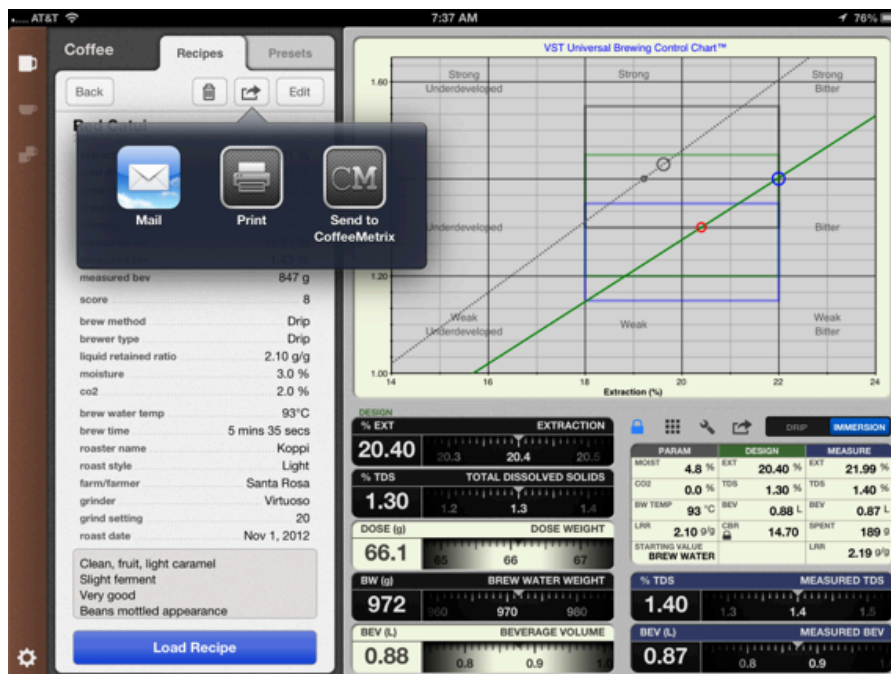 AT&T 7:37 AM 76%
Coffee Recipes Presets
Back Edit
Red Catui
Mail Print Send to CoffeeMetrix
CM
measured bev 847 g
score 8
brew method Drip
brewer type Drip
liquid retained ratio 2.10 g/g
moisture 3.0 %
co2 2.0 %
brew water temp 93°C
brew time 5 mins 35 secs
roaster name Koppi
roast style Light
farm/farmer Santa Rosa
grinder Virtuoso
grind setting 20
roast date Nov 1, 2012
Clean, fruit, light caramel
Slight ferment
Very good
Beans mottled appearance
Load Recipe
VST Universal Brewing Control Chart™
1.60
Strong Underdeveloped
Strong
Strong Bitter
Underdeveloped
Bitter
1.20
Weak Underdeveloped
Weak
Weak Bitter
1.00
14 16 18 20 22 24
Extraction (%)
DESIGN
% EXT EXTRACTION
20.40 20.3 20.4 20.5
% TDS TOTAL DISSOLVED SOLIDS
1.30 1.2 1.3 1.4
DOSE (g) DOSE WEIGHT
66.1 65 66 67
BW (g) BREW WATER WEIGHT
972 960 970 980
BEV (L) BEVERAGE VOLUME
0.88 0.8 0.9 1.0
DRIP IMMERSION
PARAM DESIGN MEASURE
MOIST 4.8 % EXT 20.40 % EXT 21.99 %
CO2 0.0 % TDS 1.30 % TDS 1.40 %
BW TEMP 93 °C BEV 0.88 L BEV 0.87 L
LRR 2.10 g/g CBR 14.70 SPENT 189 g
STARTING VALUE BREW WATER LRR 2.19 g/g
% TDS MEASURED TDS
1.40 1.3 1.4 1.5
BEV (L) MEASURED BEV
0.87 0.8 0.9